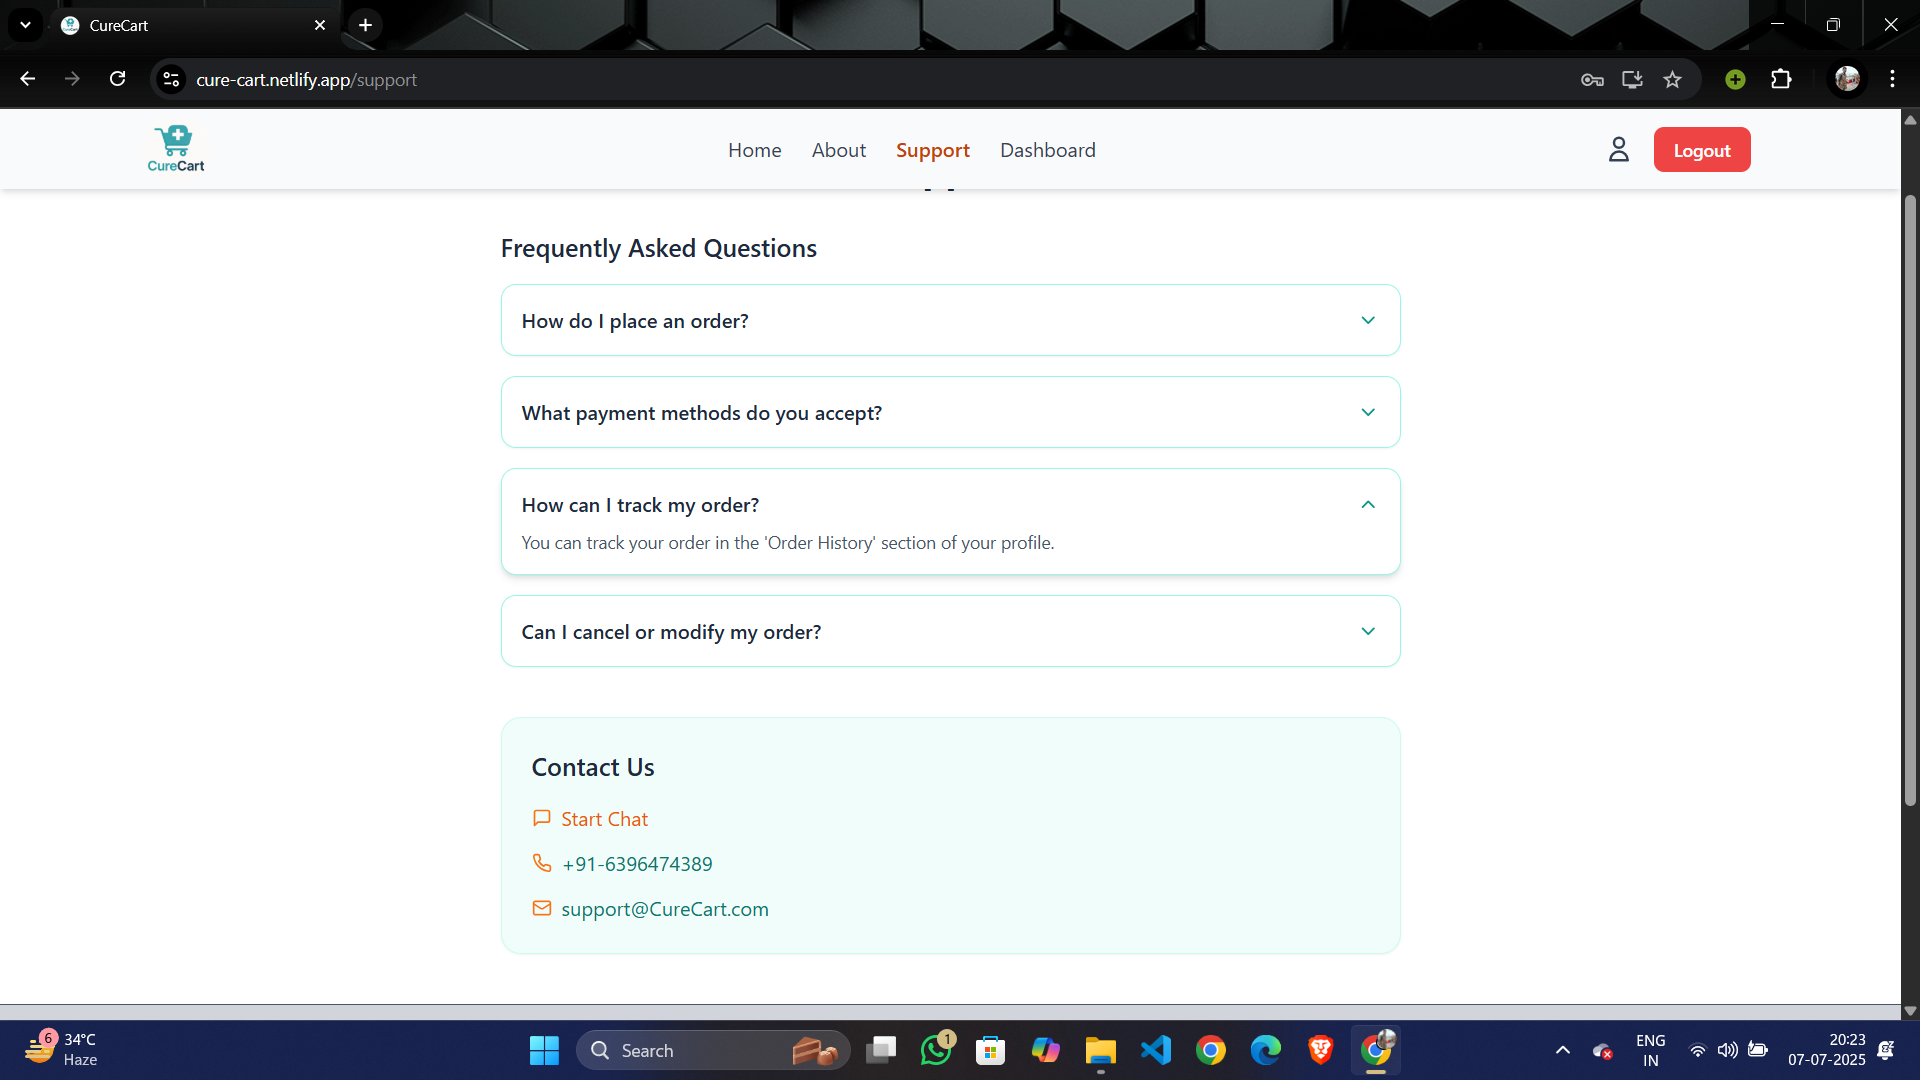 CureCart
cure-cart.netlify.app/support
CureCart
Home
About
Support
Dashboard
Logout
Frequently Asked Questions
How do I place an order?
What payment methods do you accept?
How can I track my order?
You can track your order in the 'Order History' section of your profile.
Can I cancel or modify my order?
Contact Us
Start Chat
+91-6396474389
support@CureCart.com
6
34°C
Haze
Search
1
ENG
IN
20:23
07-07-2025